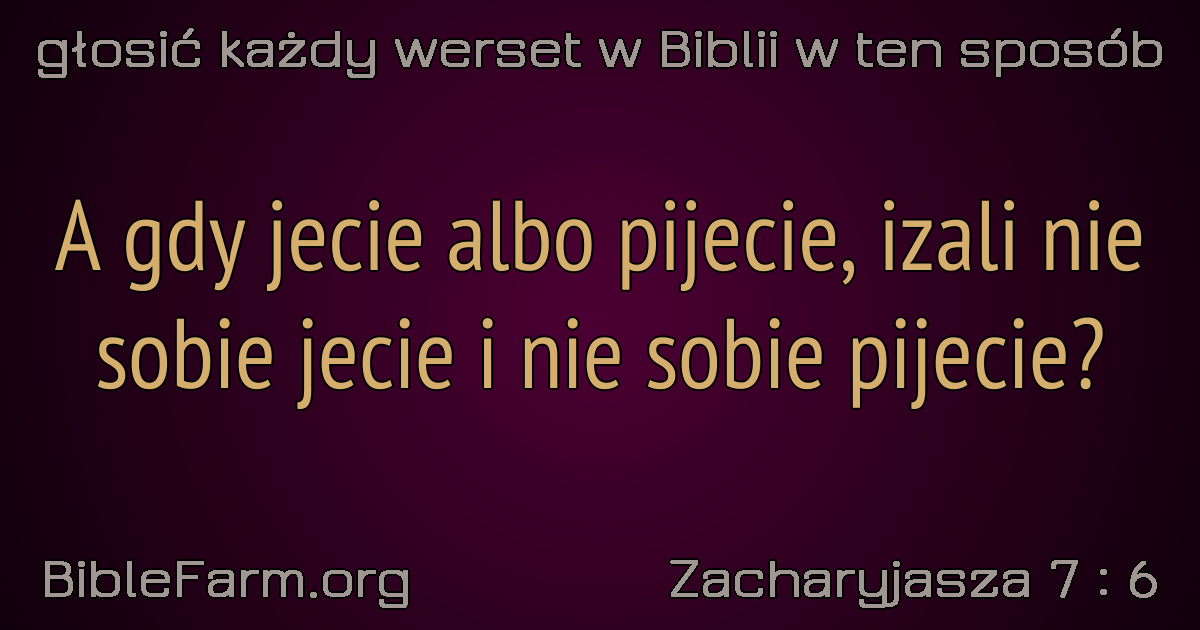 głosić każdy werset w Biblii w ten sposób
A gdy jecie albo pijecie, izali nie
sobie jecie i nie sobie pijecie?
BibleFarm.org
Zacharyjasza 7 : 6